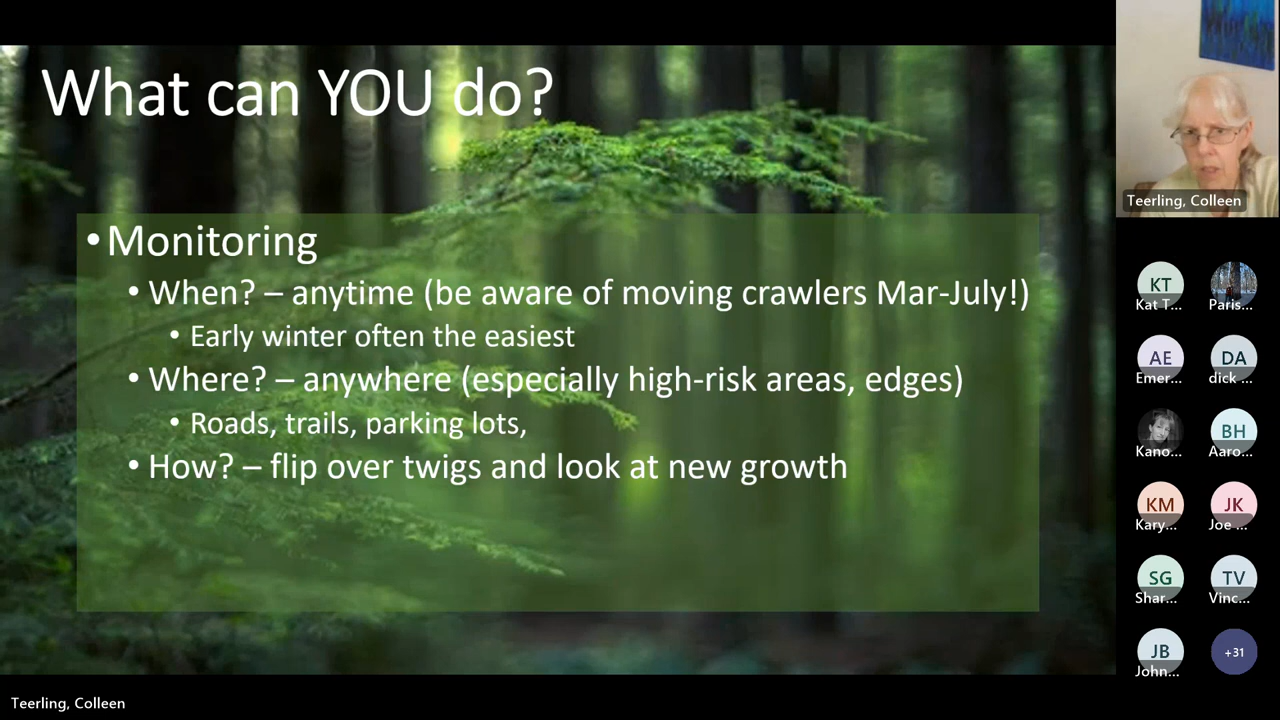 What can YOU do?
• Monitoring
• When? – anytime (be aware of moving crawlers Mar-July!)
• Early winter often the easiest
• Where? – anywhere (especially high-risk areas, edges)
• Roads, trails, parking lots,
• How? – flip over twigs and look at new growth
Teerling, Colleen
KT
Kat T...
Paris...
AE
Emer...
DA
dick ...
Kano...
BH
Aaro...
KM
Kary...
JK
Joe ...
SG
Shar...
TV
Vinc...
JB
John...
+31
Teerling, Colleen